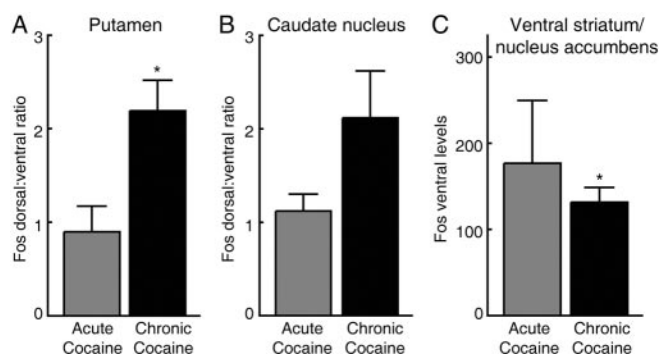 A
Putamen
3
2
1
0
Fos dorsal:ventral ratio
*
Acute
Cocaine
Chronic
Cocaine
B
Caudate nucleus
3
2
1
0
Fos dorsal:ventral ratio
Acute
Cocaine
Chronic
Cocaine
C
Ventral striatum/
nucleus accumbens
300
200
100
0
Fos ventral levels
*
Acute
Cocaine
Chronic
Cocaine